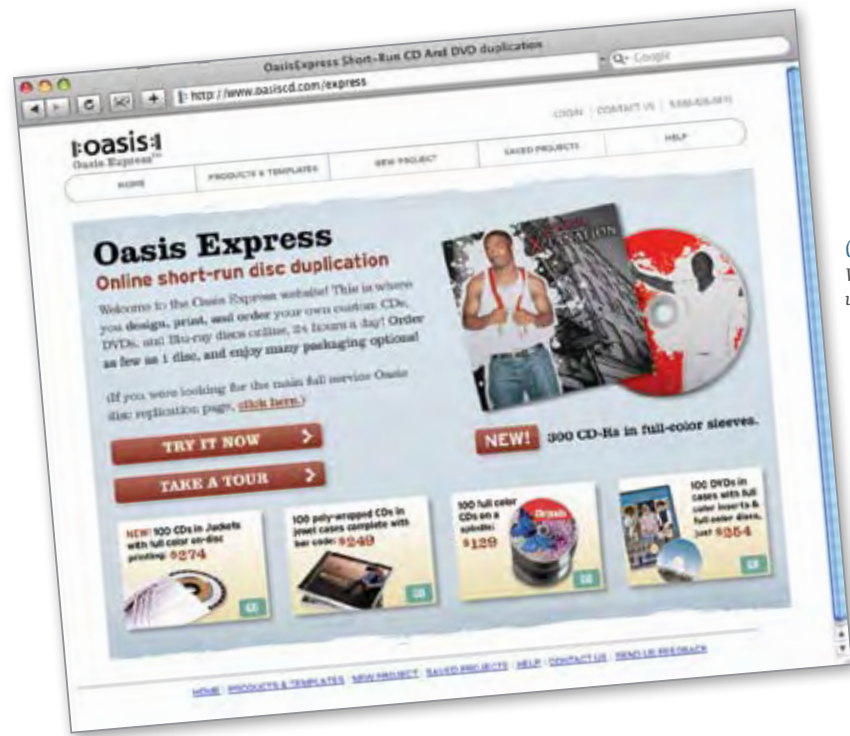 OasisExpress Short-Run CD And DVD duplication
http://www.oasiscd.com/express
Google
LOGIN | CONTACT US
oasis
Oasis Express™
HOME
PRODUCTS & TEMPLATES
NEW PROJECT
SAVED PROJECTS
HELP
Oasis Express
Online short-run disc duplication
Welcome to the Oasis Express website! This is where
you design, print, and order your own custom CDs,
DVDs, and Blu-ray discs online, 24 hours a day! Order
as few as 1 disc, and enjoy many packaging options!
(If you were looking for the main full service Oasis
disc replication page, click here.)
TRY IT NOW
TAKE A TOUR
NEW! 300 CD-Rs in full-color sleeves.
NEW! 100 CDs in Jackets
with full color on-disc
printing: $274
100 poly-wrapped CDs in
jewel cases complete with
bar code: $249
100 full color
CDs on a
spindle:
$129
100 DVDs in
cases with full
color inserts &
full-color discs,
just $354
HOME | PRODUCTS & TEMPLATES | NEW PROJECT | SAVED PROJECTS | HELP | CONTACT US | SEND US FEEDBACK